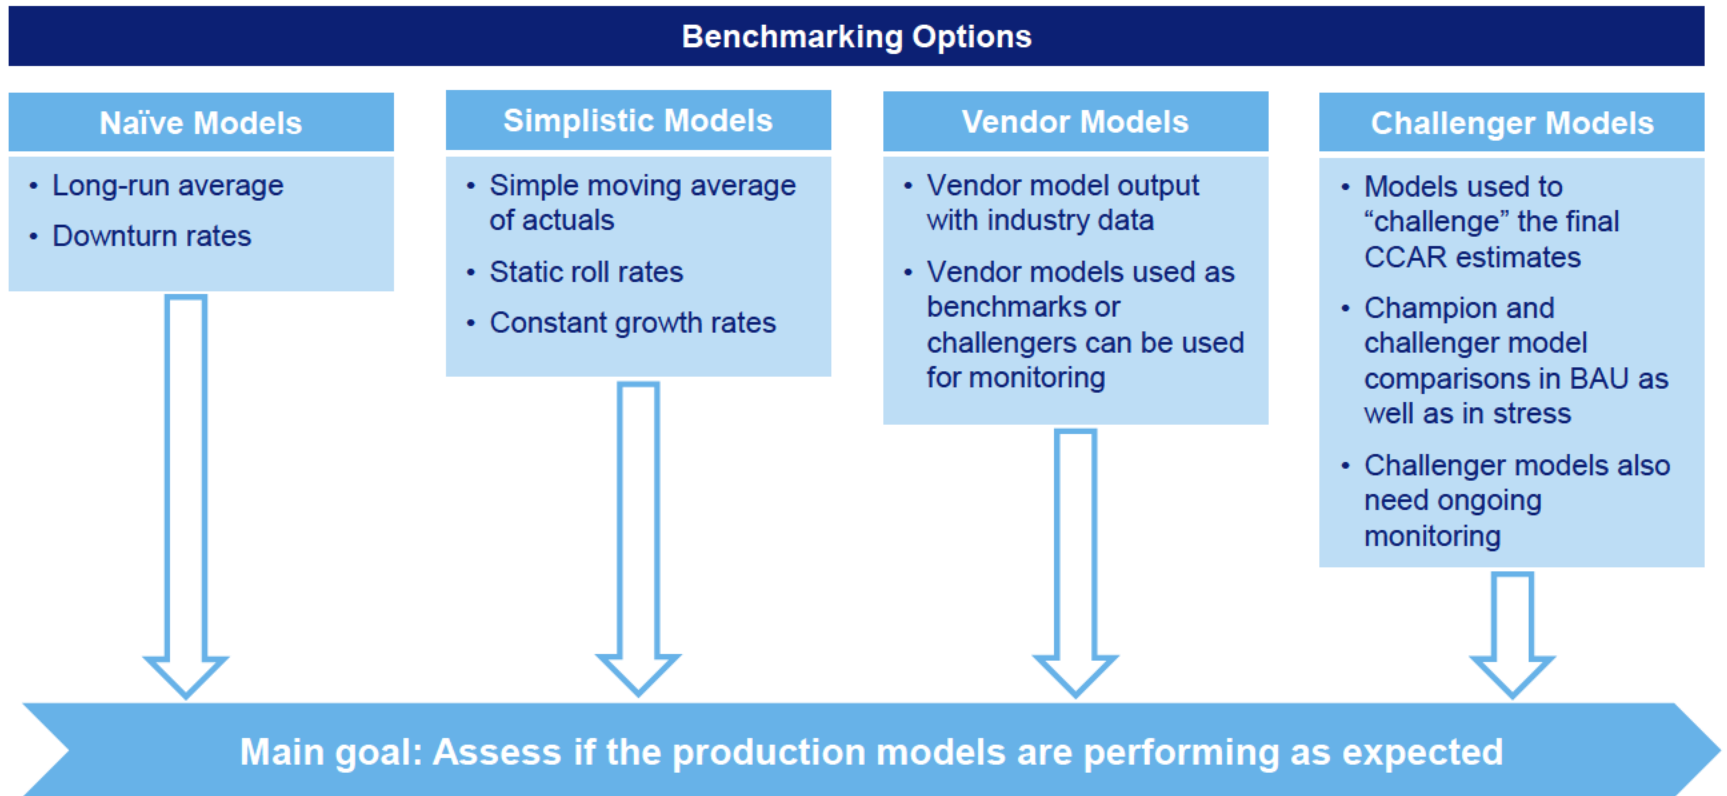 Benchmarking Options
Naïve Models
• Long-run average
• Downturn rates
Simplistic Models
• Simple moving average
of actuals
• Static roll rates
• Constant growth rates
Vendor Models
• Vendor model output
with industry data
• Vendor models used as
benchmarks or
challengers can be used
for monitoring
Challenger Models
• Models used to
“challenge” the final
CCAR estimates
• Champion and
challenger model
comparisons in BAU as
well as in stress
• Challenger models also
need ongoing
monitoring
Main goal: Assess if the production models are performing as expected